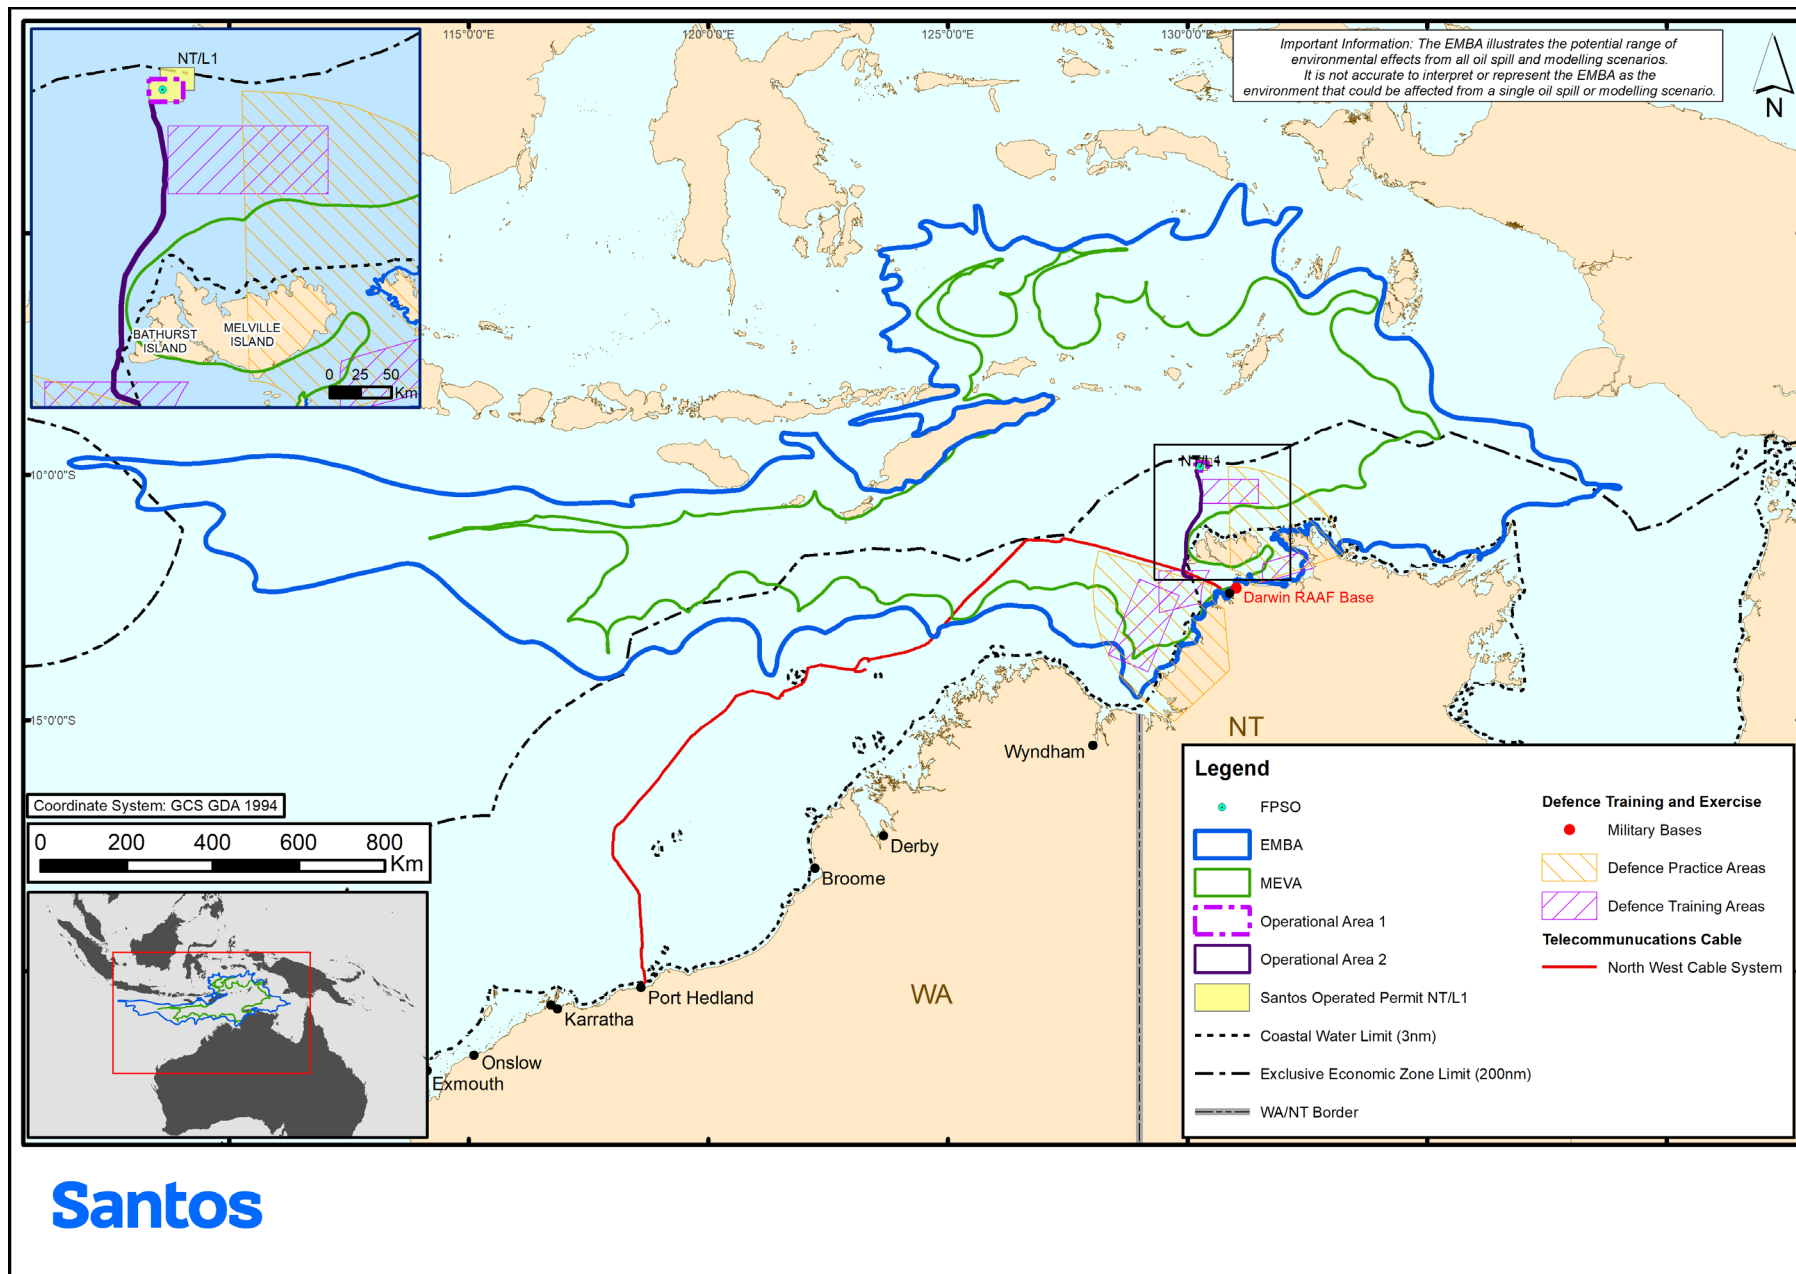 115°0'0"E
120°0'0"E
125°0'0"E
130°0'0"E
Important Information: The EMBA illustrates the potential range of
environmental effects from all oil spill and modelling scenarios.
It is not accurate to interpret or represent the EMBA as the
environment that could be affected from a single oil spill or modelling scenario.
N
NT/L1
BATHURST
ISLAND
MELVILLE
ISLAND
0 25 50
Km
10°0'0"S
NT/L1
Darwin RAAF Base
15°0'0"S
NT
Wyndham
Derby
Broome
Port Hedland
WA
Karratha
Onslow
Exmouth
Coordinate System: GCS GDA 1994
0 200 400 600 800
Km
Legend
FPSO
EMBA
MEVA
Operational Area 1
Operational Area 2
Santos Operated Permit NT/L1
Coastal Water Limit (3nm)
Exclusive Economic Zone Limit (200nm)
WA/NT Border
Defence Training and Exercise
Military Bases
Defence Practice Areas
Defence Training Areas
Telecommunucations Cable
North West Cable System
Santos